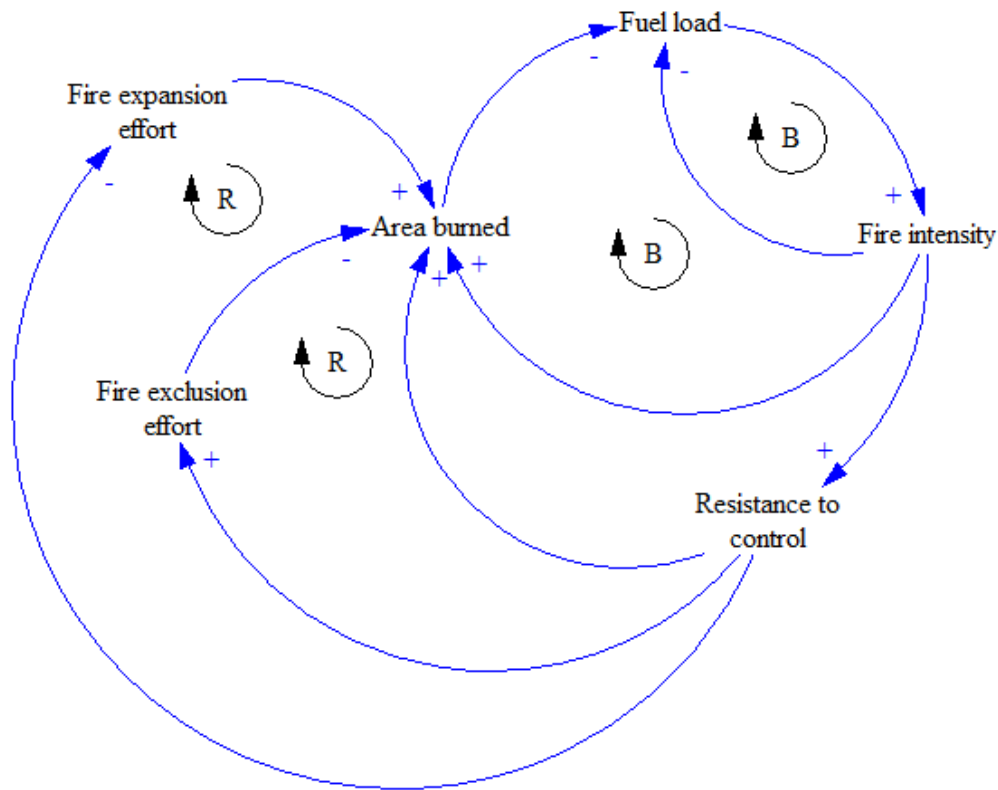 Fuel load
-
-
Fire expansion
effort
B
-
R
+
+
Area burned
Fire intensity
-
+
+
B
R
Fire exclusion
effort
+
+
Resistance to
control